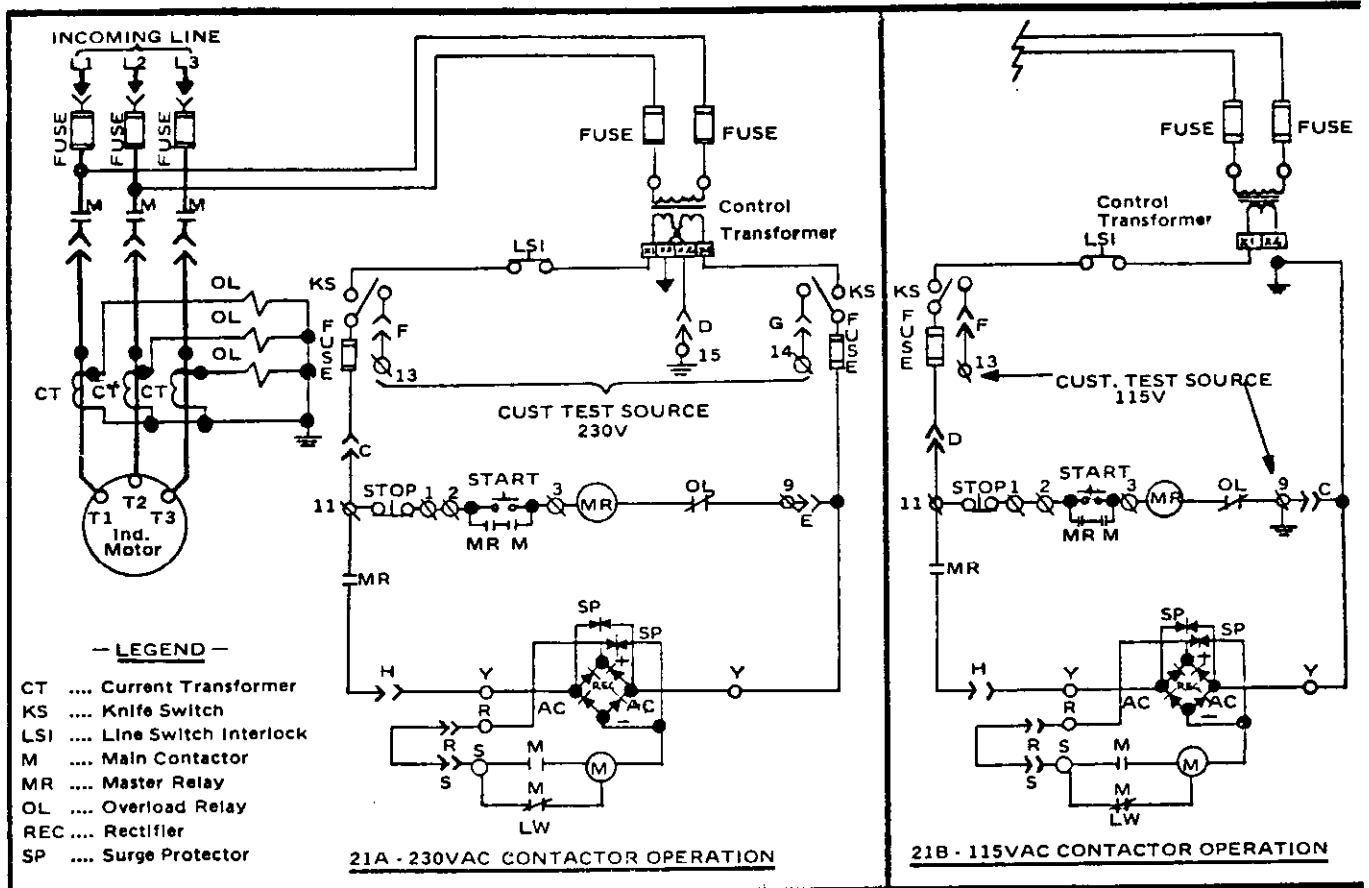 INCOMING LINE
L1 L2 L3
FUSE FUSE FUSE
M M M
OL
OL
OL
E
CT CT CT
T1 T2 T3
Ind.
Motor
— LEGEND —
CT .... Current Transformer
KS .... Knife Switch
LSI .... Line Switch Interlock
M .... Main Contactor
MR .... Master Relay
OL .... Overload Relay
REC .... Rectifier
SP .... Surge Protector
FUSE FUSE
Control
Transformer
LSI
KS KS
FUSE F D G FUSE
13 15 14
CUST TEST SOURCE
230V
C
START
11 STOP 1 2 3 MR OL 9
E
MR M
MR
SP
SP
+
H Y REC Y
AC
R −
R S M M
S M
LW
21A - 230VAC CONTACTOR OPERATION
FUSE FUSE
Control
Transformer
X1 X4
LSI
KS
FUSE F
13
CUST. TEST SOURCE
115V
D
START
11 STOP 1 2 3 MR OL 9 C
MR M
MR
SP
SP
+
H Y REC Y
AC AC
R −
R S M M
S M
LW
21B - 115VAC CONTACTOR OPERATION